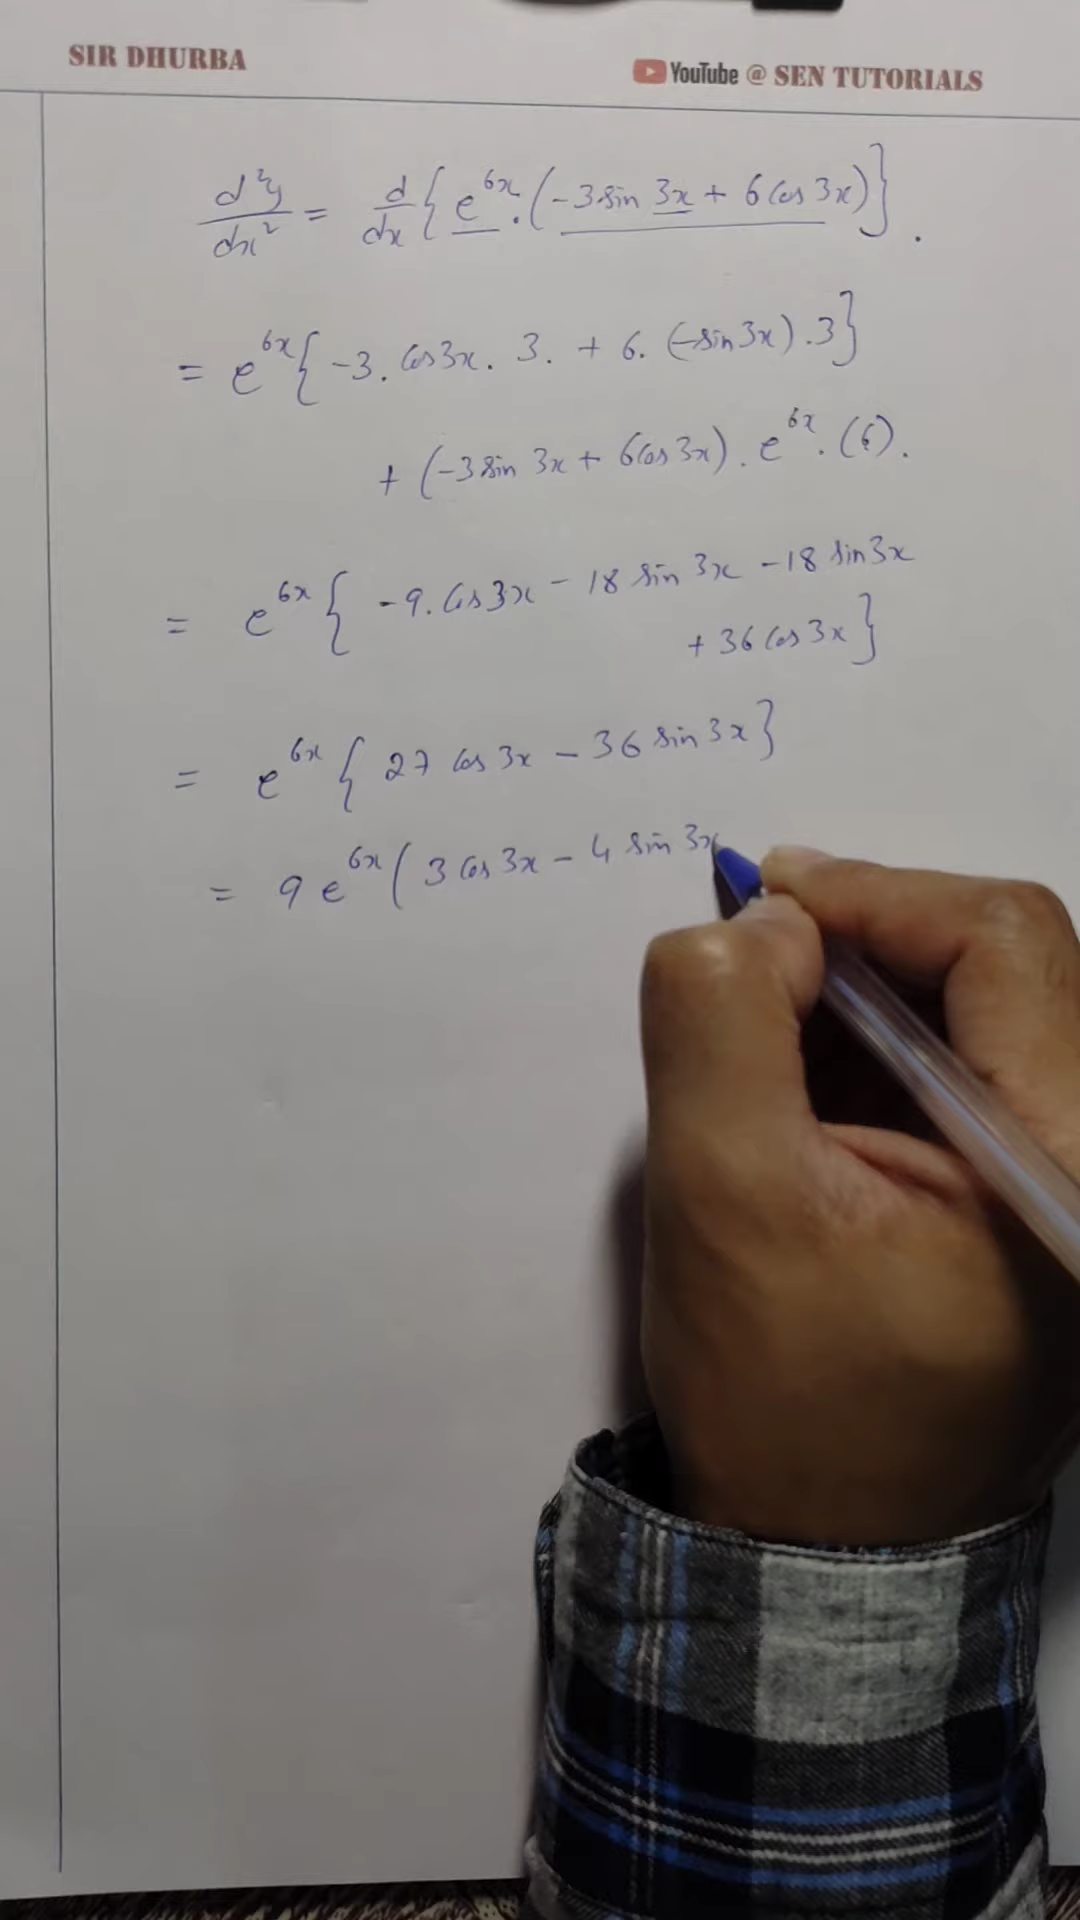 SIR DHURBA
YouTube @ SEN TUTORIALS
d²y/dx² = d/dx { e^6x . (-3 sin 3x + 6 cos 3x) } .
= e^6x { -3 . cos 3x . 3 . + 6 . (-sin 3x) . 3 }
+ (-3 sin 3x + 6 cos 3x) . e^6x . (6) .
= e^6x { -9 . cos 3x - 18 sin 3x - 18 sin 3x
+ 36 cos 3x }
= e^6x { 27 cos 3x - 36 sin 3x }
= 9 e^6x ( 3 cos 3x - 4 sin 3x